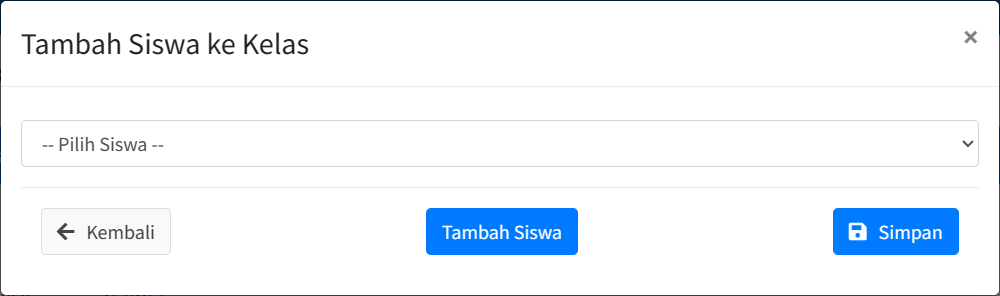 Tambah Siswa ke Kelas
×
-- Pilih Siswa --
Kembali
Tambah Siswa
Simpan